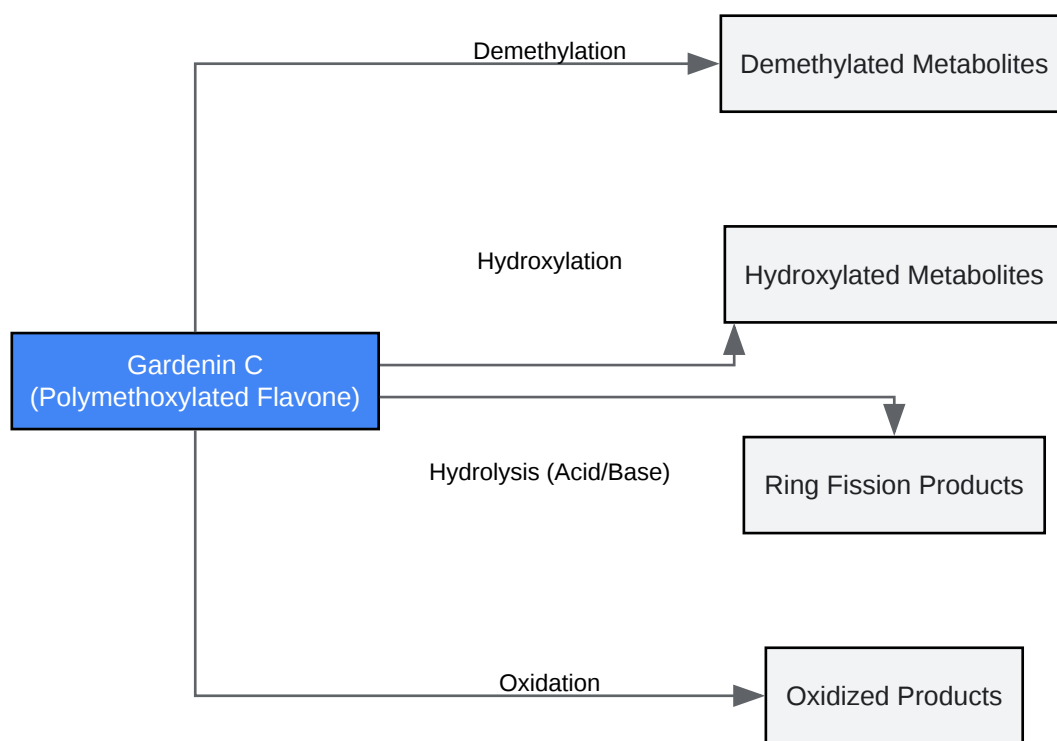 Demethylation
Demethylated Metabolites
Hydroxylation
Hydroxylated Metabolites
Gardenin C
(Polymethoxylated Flavone)
Hydrolysis (Acid/Base)
Ring Fission Products
Oxidation
Oxidized Products